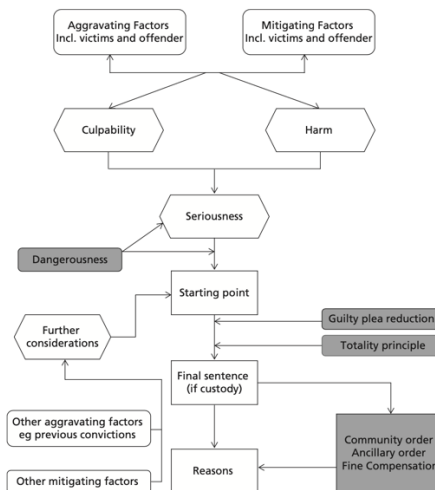 Aggravating Factors
Incl. victims and offender
Mitigating Factors
Incl. victims and offender
Culpability
Harm
Seriousness
Dangerousness
Starting point
Guilty plea reduction
Further
considerations
Totality principle
Final sentence
(if custody)
Other aggravating factors
eg previous convictions
Community order
Ancillary order
Fine Compensation
Other mitigating factors
Reasons